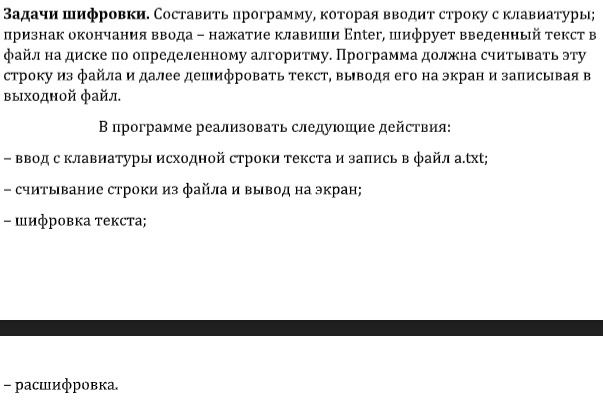 Задачи шифровки. Составить программу, которая вводит строку с клавиатуры;
признак окончания ввода – нажатие клавиши Enter, шифрует введенный текст в
файл на диске по определенному алгоритму. Программа должна считывать эту
строку из файла и далее дешифровать текст, выводя его на экран и записывая в
выходной файл.
В программе реализовать следующие действия:
– ввод с клавиатуры исходной строки текста и запись в файл a.txt;
– считывание строки из файла и вывод на экран;
– шифровка текста;
– расшифровка.